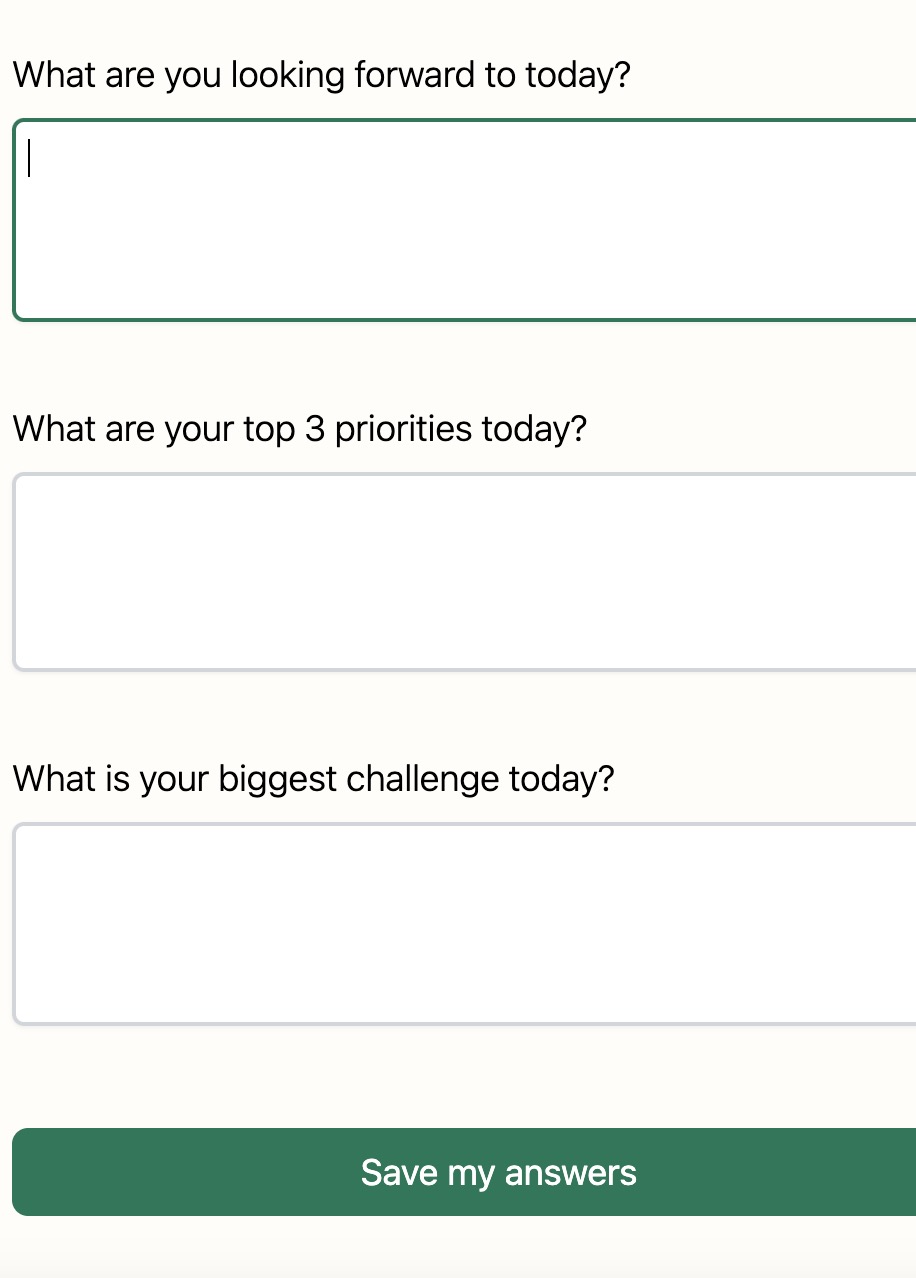 What are you looking forward to today?
What are your top 3 priorities today?
What is your biggest challenge today?
Save my answers